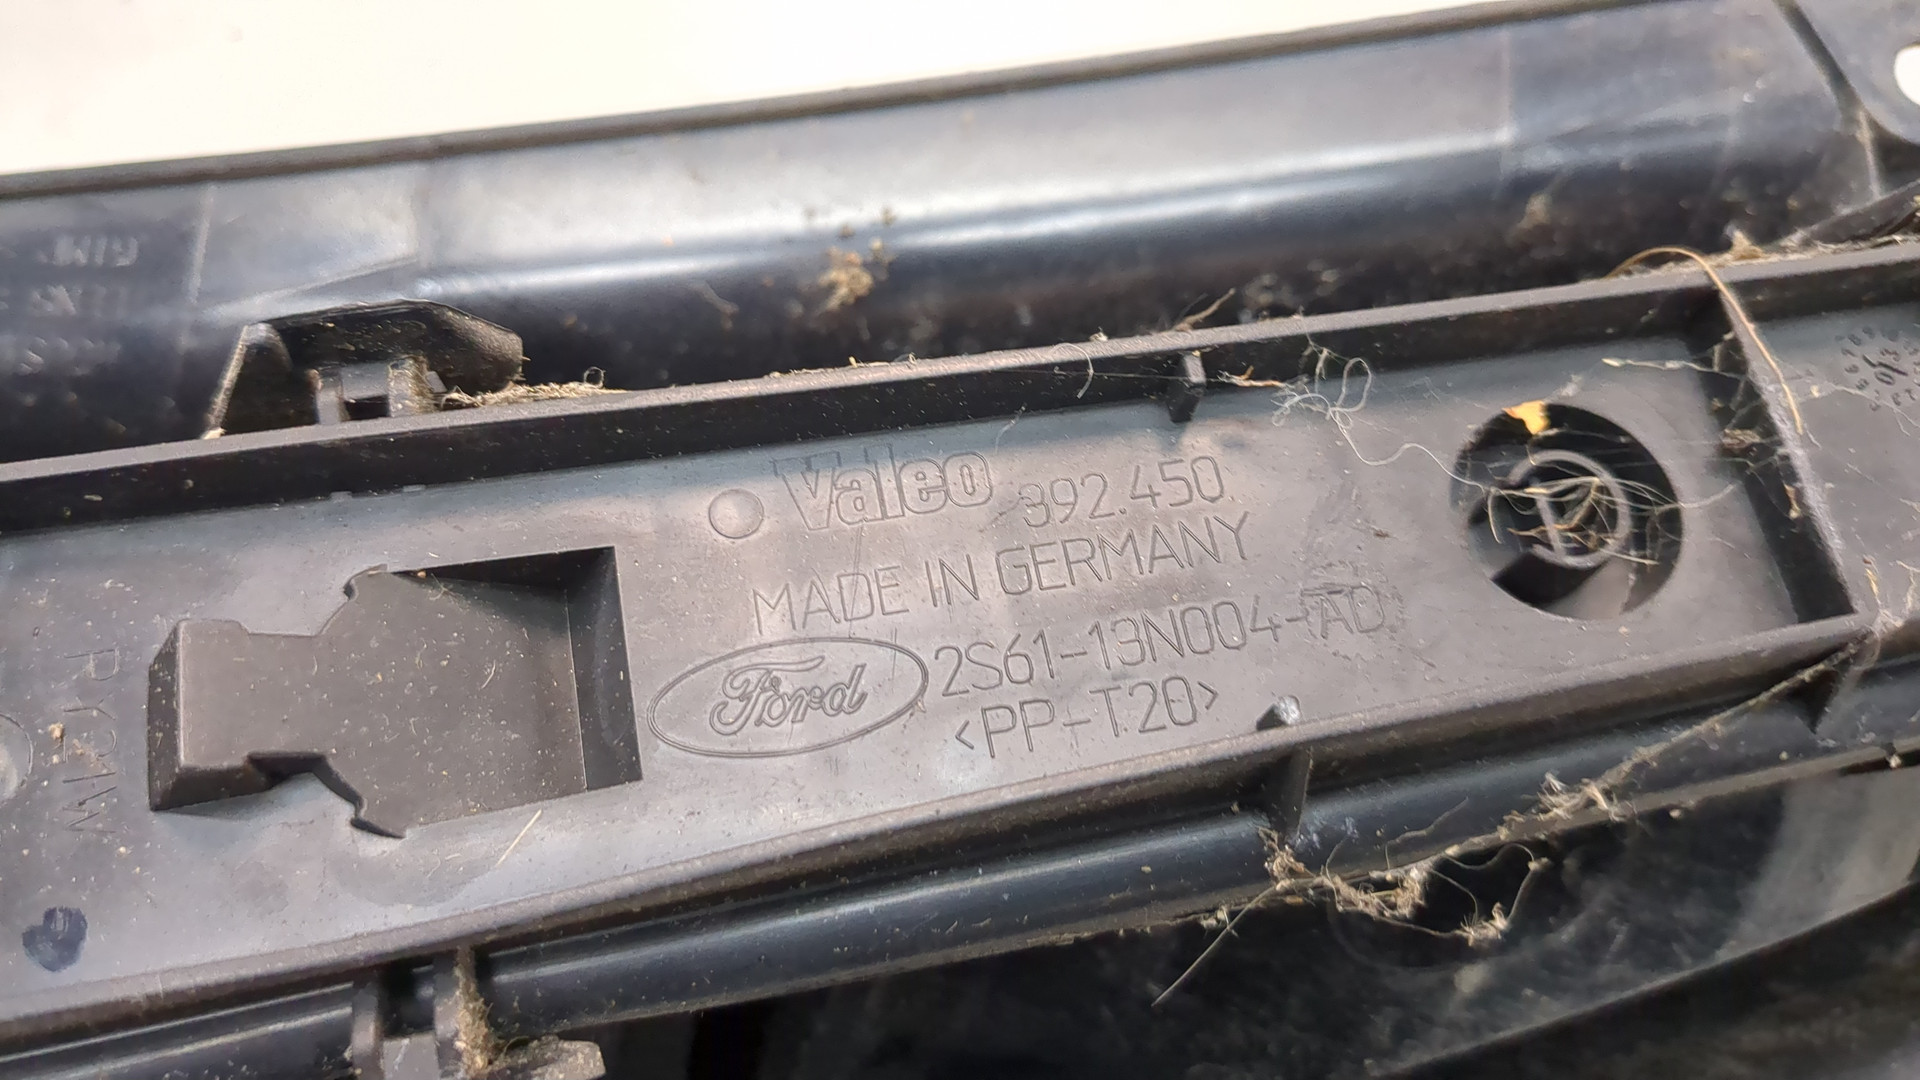 Valeo 392.450
MADE IN GERMANY
Ford 2S61-13N004-AD
<PP-T20>